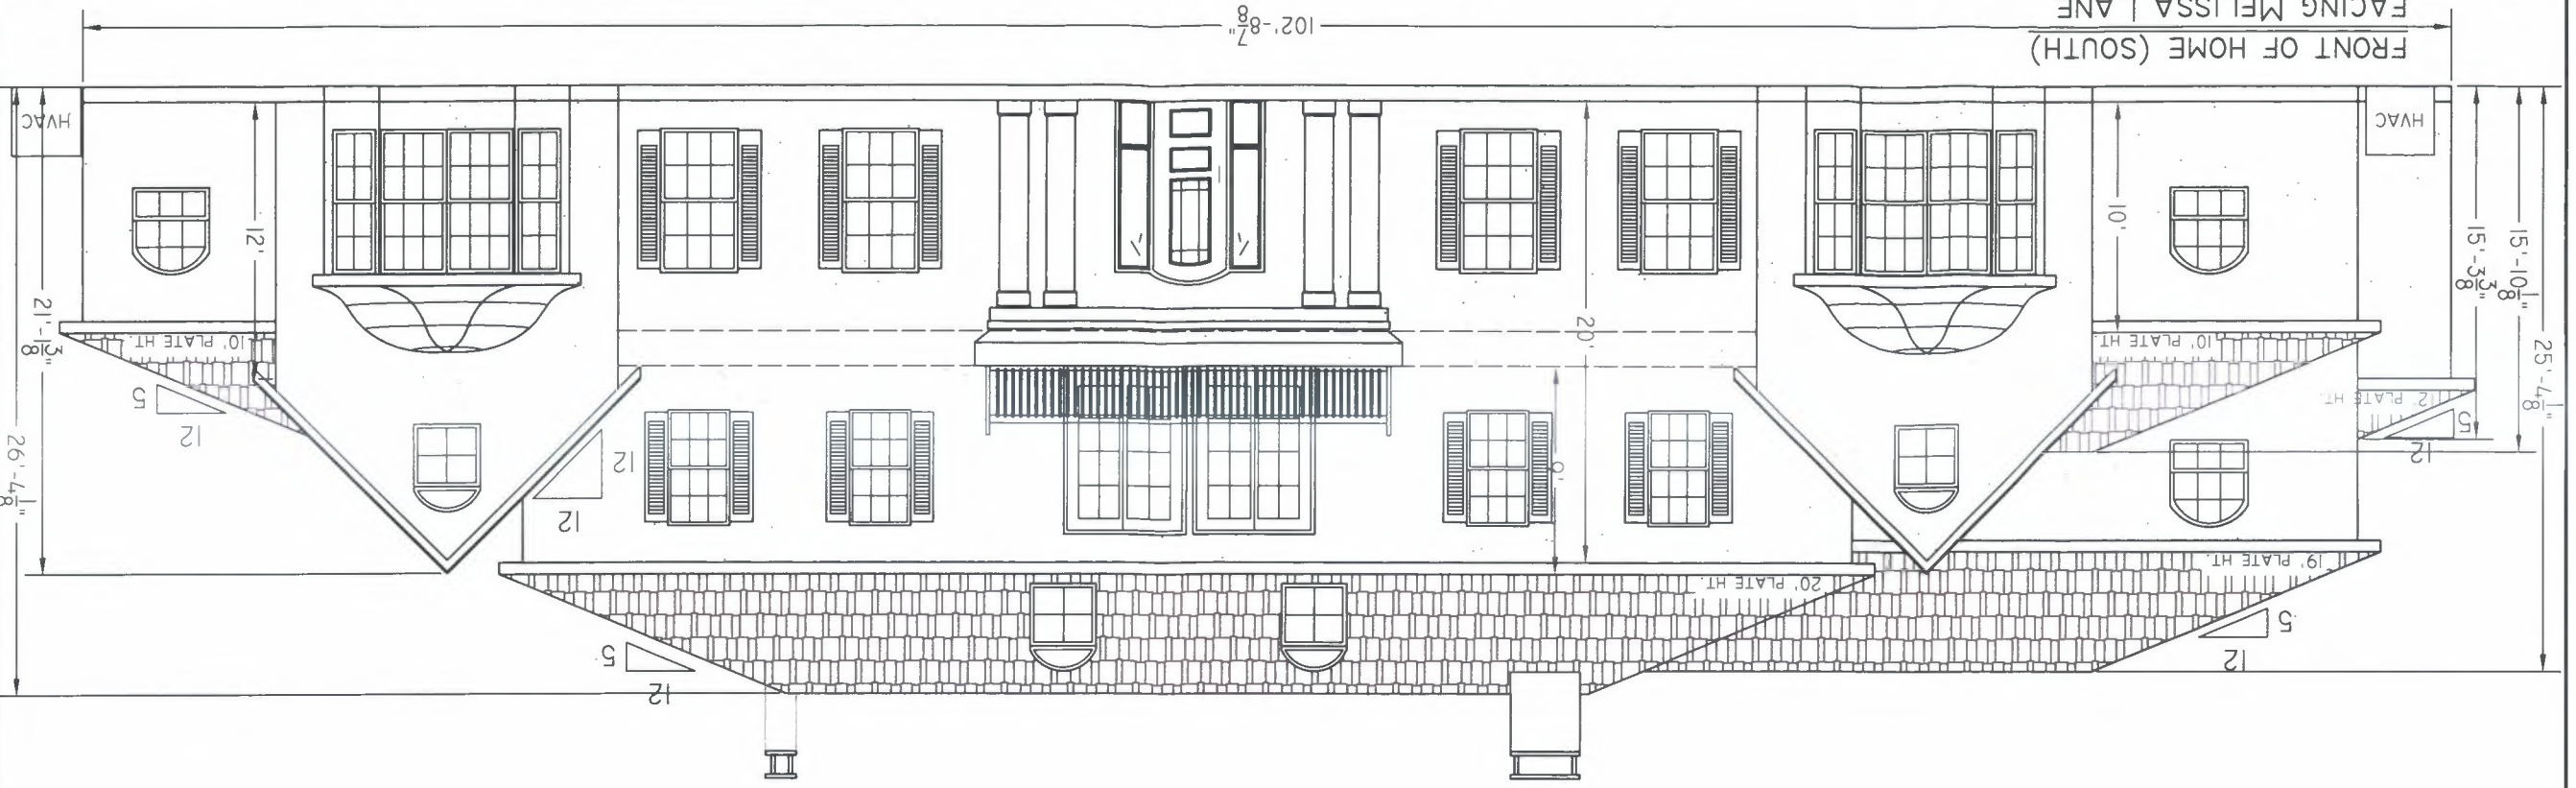 12
12
5
5
19' PLATE HT.
20' PLATE HT.
12
12
12
9'
12
5
12' PLATE HT.
5
25'-4 1/8"
26'-4 1/8"
10' PLATE HT.
10' PLATE HT.
20'
21'-1 3/8"
15'-10 1/8"
15'-3 3/8"
10'
12'
HVAC
HVAC
FRONT OF HOME (SOUTH)
FACING MELISSA LANE
102'-8 7/8"